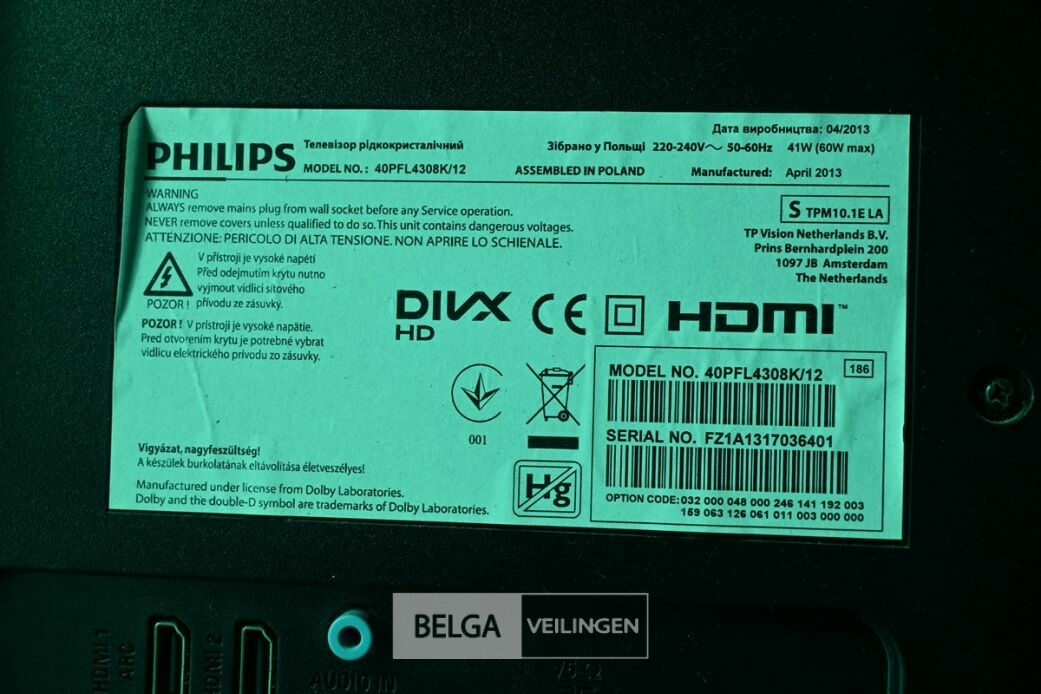 Дата виробництва: 04/2013
PHILIPS
Телевізор рідкокристалічний
Зібрано у Польщі 220-240V~ 50-60Hz 41W (60W max)
MODEL NO.: 40PFL4308K/12
ASSEMBLED IN POLAND
Manufactured: April 2013
WARNING
ALWAYS remove mains plug from wall socket before any Service operation.
NEVER remove covers unless qualified to do so.This unit contains dangerous voltages.
ATTENZIONE: PERICOLO DI ALTA TENSIONE. NON APRIRE LO SCHIENALE.
S TPM10.1E LA
TP Vision Netherlands B.V.
Prins Bernhardplein 200
1097 JB Amsterdam
The Netherlands
V přístroji je vysoké napětí
Před odejmutím krytu nutno
vyjmout vidlici síťového
POZOR! přívodu ze zásuvky.
POZOR! V prístroji je vysoké napätie.
Pred otvorením krytu je potrebné vybrat
vidlicu elektrického prívodu zo zásuvky.
DIVX
HD
CE
HDMI™
MODEL NO. 40PFL4308K/12
186
SERIAL NO. FZ1A1317036401
OPTION CODE:032 000 048 000 246 141 192 003
159 063 126 061 011 003 000 000
001
Hg
Vigyázat, nagyfeszültség!
A készülek burkolatának eltávolítása életveszélyes!
Manufactured under license from Dolby Laboratories.
Dolby and the double-D symbol are trademarks of Dolby Laboratories.
HDMI 1
ARC
HDMI 2
AUDIO IN
75 Ω
BELGA VEILINGEN